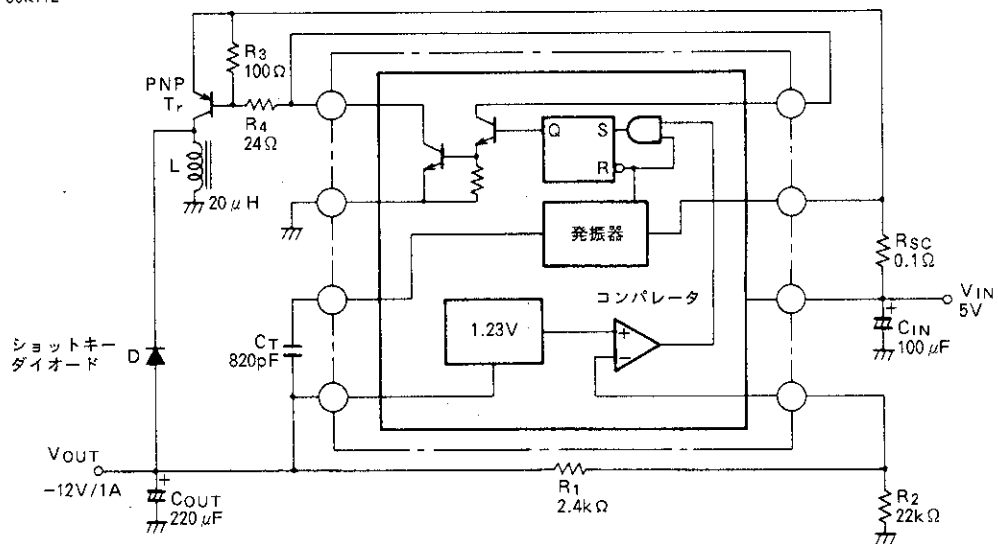 R3
100Ω
PNP
Tr
R4
24Ω
L
20μH
Q
S
R
発振器
RSC
0.1Ω
VIN
5V
コンパレータ
CIN
100μF
1.23V
+
−
CT
820pF
ショットキー
ダイオード
D
VOUT
−12V/1A
+
COUT
220μF
R1
2.4kΩ
R2
22kΩ